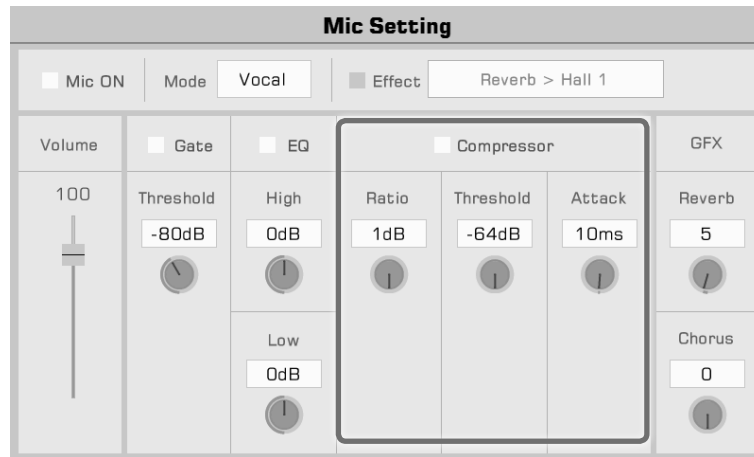 Mic Setting
Mic ON Mode Vocal Effect Reverb > Hall 1
Volume Gate EQ Compressor GFX
100 Threshold High Ratio Threshold Attack Reverb
-80dB 0dB 1dB -64dB 10ms 5
Low Chorus
0dB 0